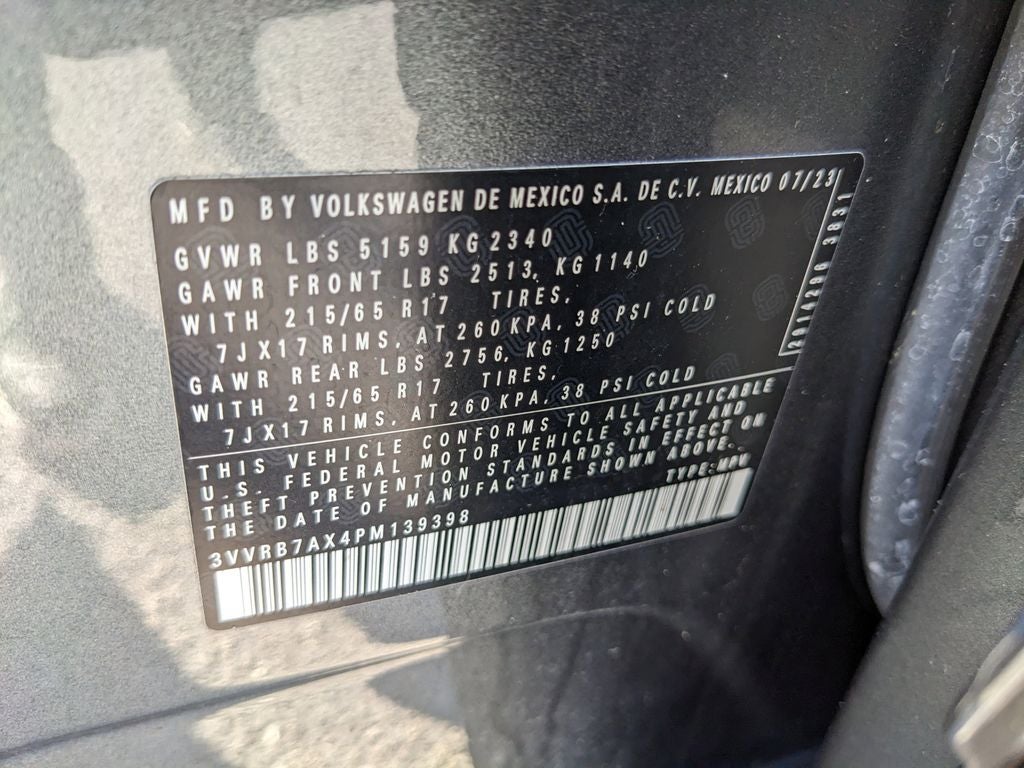 MFD BY VOLKSWAGEN DE MEXICO S.A. DE C.V. MEXICO 07/23
GVWR LBS 5159 KG 2340
GAWR FRONT LBS 2513, KG 1140
WITH 215/65 R17 TIRES,
7JX17 RIMS, AT 260 KPA, 38 PSI COLD
GAWR REAR LBS 2756, KG 1250
WITH 215/65 R17 TIRES,
7JX17 RIMS, AT 260 KPA, 38 PSI COLD
THIS VEHICLE CONFORMS TO ALL APPLICABLE
U.S. FEDERAL MOTOR VEHICLE SAFETY AND
THEFT PREVENTION STANDARDS IN EFFECT ON
THE DATE OF MANUFACTURE SHOWN ABOVE.
TYPE:MPV
3VVRB7AX4PM139398
3831